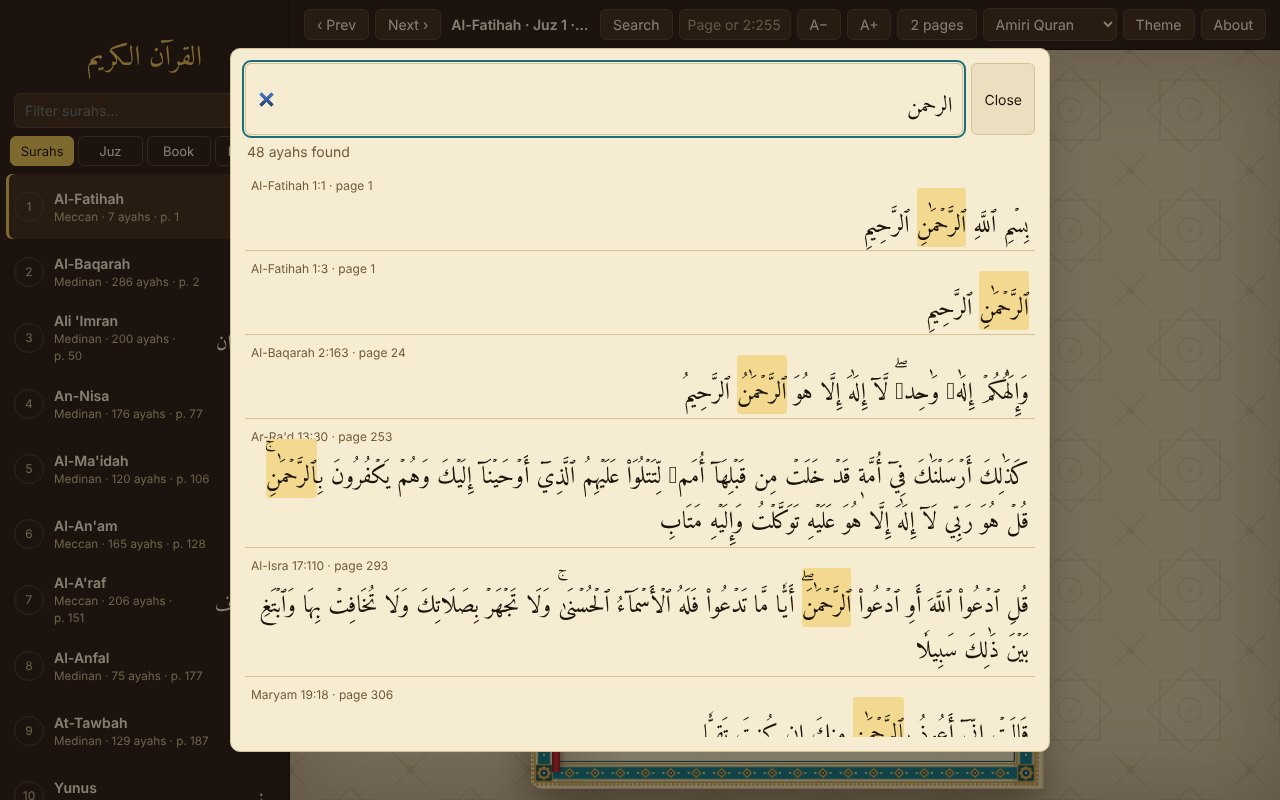 القرآن الكريم
Filter surahs...
Surahs Juz Book
1 Al-Fatihah
Meccan · 7 ayahs · p. 1
2 Al-Baqarah
Medinan · 286 ayahs · p. 2
3 Ali 'Imran
Medinan · 200 ayahs ·
p. 50
4 An-Nisa
Medinan · 176 ayahs · p. 77
5 Al-Ma'idah
Medinan · 120 ayahs · p. 106
6 Al-An'am
Meccan · 165 ayahs · p. 128
7 Al-A'raf
Meccan · 206 ayahs ·
p. 151
8 Al-Anfal
Medinan · 75 ayahs · p. 177
9 At-Tawbah
Medinan · 129 ayahs · p. 187
10 Yunus
‹ Prev Next › Al-Fatihah · Juz 1 ·... Search Page or 2:255 A− A+ 2 pages Amiri Quran Theme About
الرحمن
Close
48 ayahs found
Al-Fatihah 1:1 · page 1
بِسۡمِ ٱللَّهِ ٱلرَّحۡمَٰنِ ٱلرَّحِيمِ
Al-Fatihah 1:3 · page 1
ٱلرَّحۡمَٰنِ ٱلرَّحِيمِ
Al-Baqarah 2:163 · page 24
وَإِلَٰهُكُمۡ إِلَٰه وَٰحِدۖ لَّآ إِلَٰهَ إِلَّا هُوَ ٱلرَّحۡمَٰنُ ٱلرَّحِيمُ
Ar-Ra'd 13:30 · page 253
كَذَٰلِكَ أَرۡسَلۡنَٰكَ فِيٓ أُمَّةٖ قَدۡ خَلَتۡ مِن قَبۡلِهَآ أُمَم لِّتَتۡلُوَاْ عَلَيۡهِمُ ٱلَّذِيٓ أَوۡحَيۡنَآ إِلَيۡكَ وَهُمۡ يَكۡفُرُونَ بِٱلرَّحۡمَٰنِۚ
قُلۡ هُوَ رَبِّي لَآ إِلَٰهَ إِلَّا هُوَ عَلَيۡهِ تَوَكَّلۡتُ وَإِلَيۡهِ مَتَابِ
Al-Isra 17:110 · page 293
قُلِ ٱدۡعُواْ ٱللَّهَ أَوِ ٱدۡعُواْ ٱلرَّحۡمَٰنَۖ أَيّٗا مَّا تَدۡعُواْ فَلَهُ ٱلۡأَسۡمَآءُ ٱلۡحُسۡنَىٰۚ وَلَا تَجۡهَرۡ بِصَلَاتِكَ وَلَا تُخَافِتۡ بِهَا وَٱبۡتَغِ
بَيۡنَ ذَٰلِكَ سَبِيلٗا
Maryam 19:18 · page 306
قَالَتۡ إِنِّيٓ أَعُوذُ بِٱلرَّحۡمَٰنِ مِنكَ إِن كُنتَ تَقِيّٗا